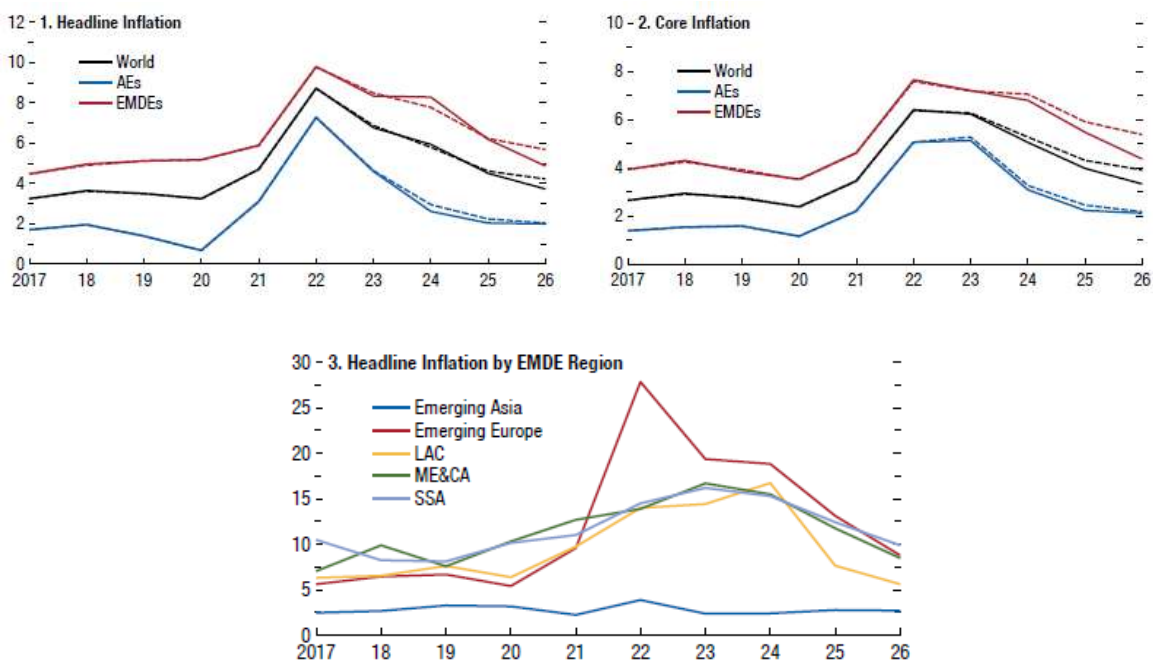 1. Headline Inflation
World
AEs
EMDEs
12
10
8
6
4
2
0
2017 18 19 20 21 22 23 24 25 26
2. Core Inflation
World
AEs
EMDEs
10
8
6
4
2
0
2017 18 19 20 21 22 23 24 25 26
3. Headline Inflation by EMDE Region
Emerging Asia
Emerging Europe
LAC
ME&CA
SSA
30
25
20
15
10
5
0
2017 18 19 20 21 22 23 24 25 26